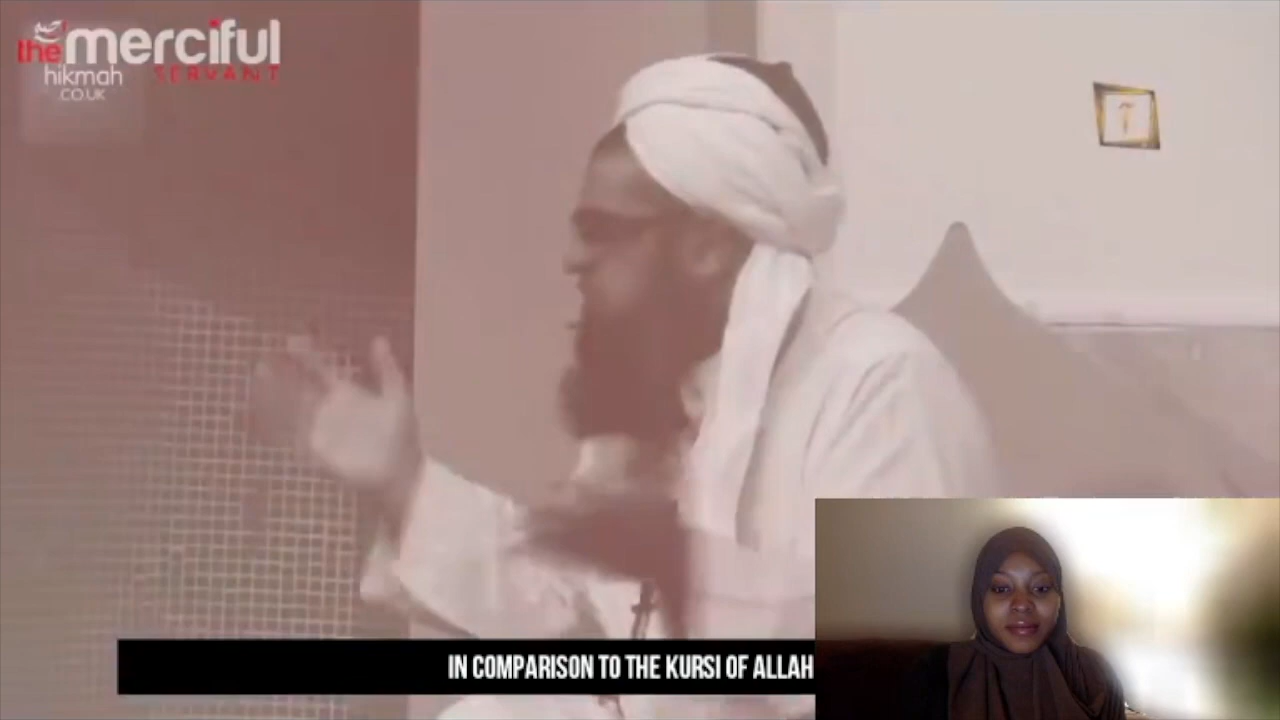 the merciful
SERVANT
hikmah
CO.UK
IN COMPARISON TO THE KURSI OF ALLAH